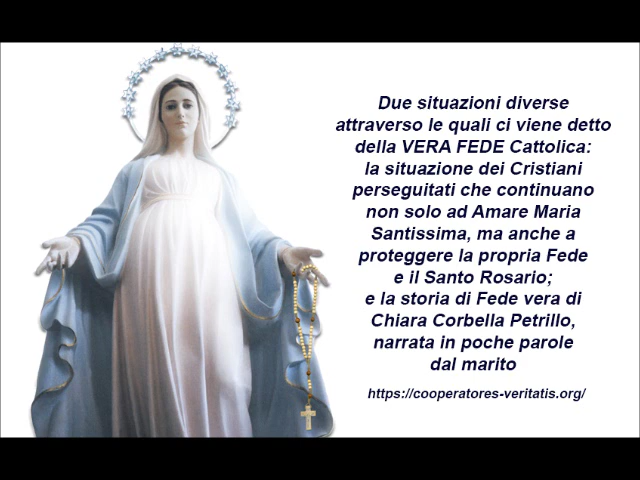 Due situazioni diverse
attraverso le quali ci viene detto
della VERA FEDE Cattolica:
la situazione dei Cristiani
perseguitati che continuano
non solo ad Amare Maria
Santissima, ma anche a
proteggere la propria Fede
e il Santo Rosario;
e la storia di Fede vera di
Chiara Corbella Petrillo,
narrata in poche parole
dal marito
https://cooperatores-veritatis.org/